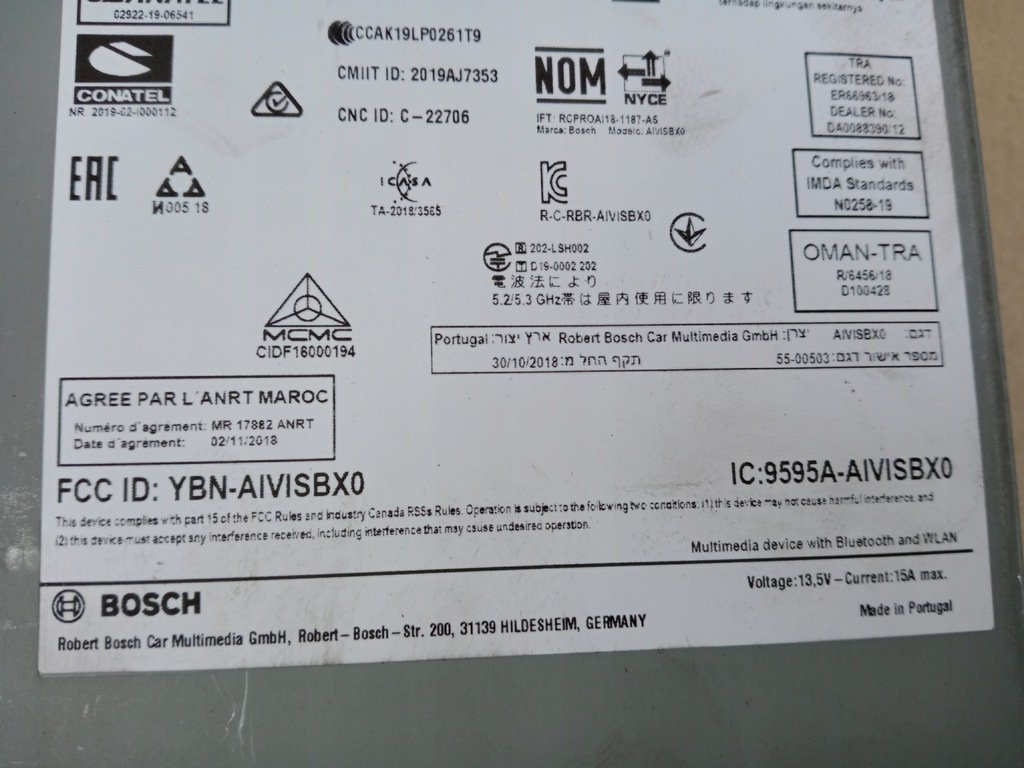 02922-19-06541
terhadap lingkungan sekitarnya
CCAK19LP0261T9
CMIIT ID: 2019AJ7353
CNC ID: C-22706
CONATEL
NR: 2019-02-I000112
NOM
NYCE
IFT: RCPROAI18-1187-A5
Marca: Bosch Modelo: AIVISBX0
TRA
REGISTERED No:
ER66963/18
DEALER No:
DA0088390/12
EAC
И005 18
ICASA
TA-2018/3565
R-C-RBR-AIVISBX0
Complies with
IMDA Standards
N0258-19
R 202-LSH002
T D19-0002 202
電波法により
5.2/5.3 GHz帯は屋内使用に限ります
OMAN-TRA
R/6456/18
D100428
MCMC
CIDF16000194
דגם: AIVISBX0 יצרן: Robert Bosch Car Multimedia GmbH ארץ יצור: Portugal
מספר אישור דגם: 55-00503 תקף החל מ: 30/10/2018
AGREE PAR L´ANRT MAROC
Numéro d´agrément: MR 17882 ANRT
Date d´agrément: 02/11/2018
FCC ID: YBN-AIVISBX0
IC:9595A-AIVISBX0
This device complies with part 15 of the FCC Rules and Industry Canada RSSs Rules. Operation is subject to the following two conditions: (1) this device may not cause harmful interference, and
(2) this device must accept any interference received, including interference that may cause undesired operation.
Multimedia device with Bluetooth and WLAN
BOSCH
Voltage:13,5V – Current:15A max.
Robert Bosch Car Multimedia GmbH, Robert–Bosch–Str. 200, 31139 HILDESHEIM, GERMANY
Made in Portugal